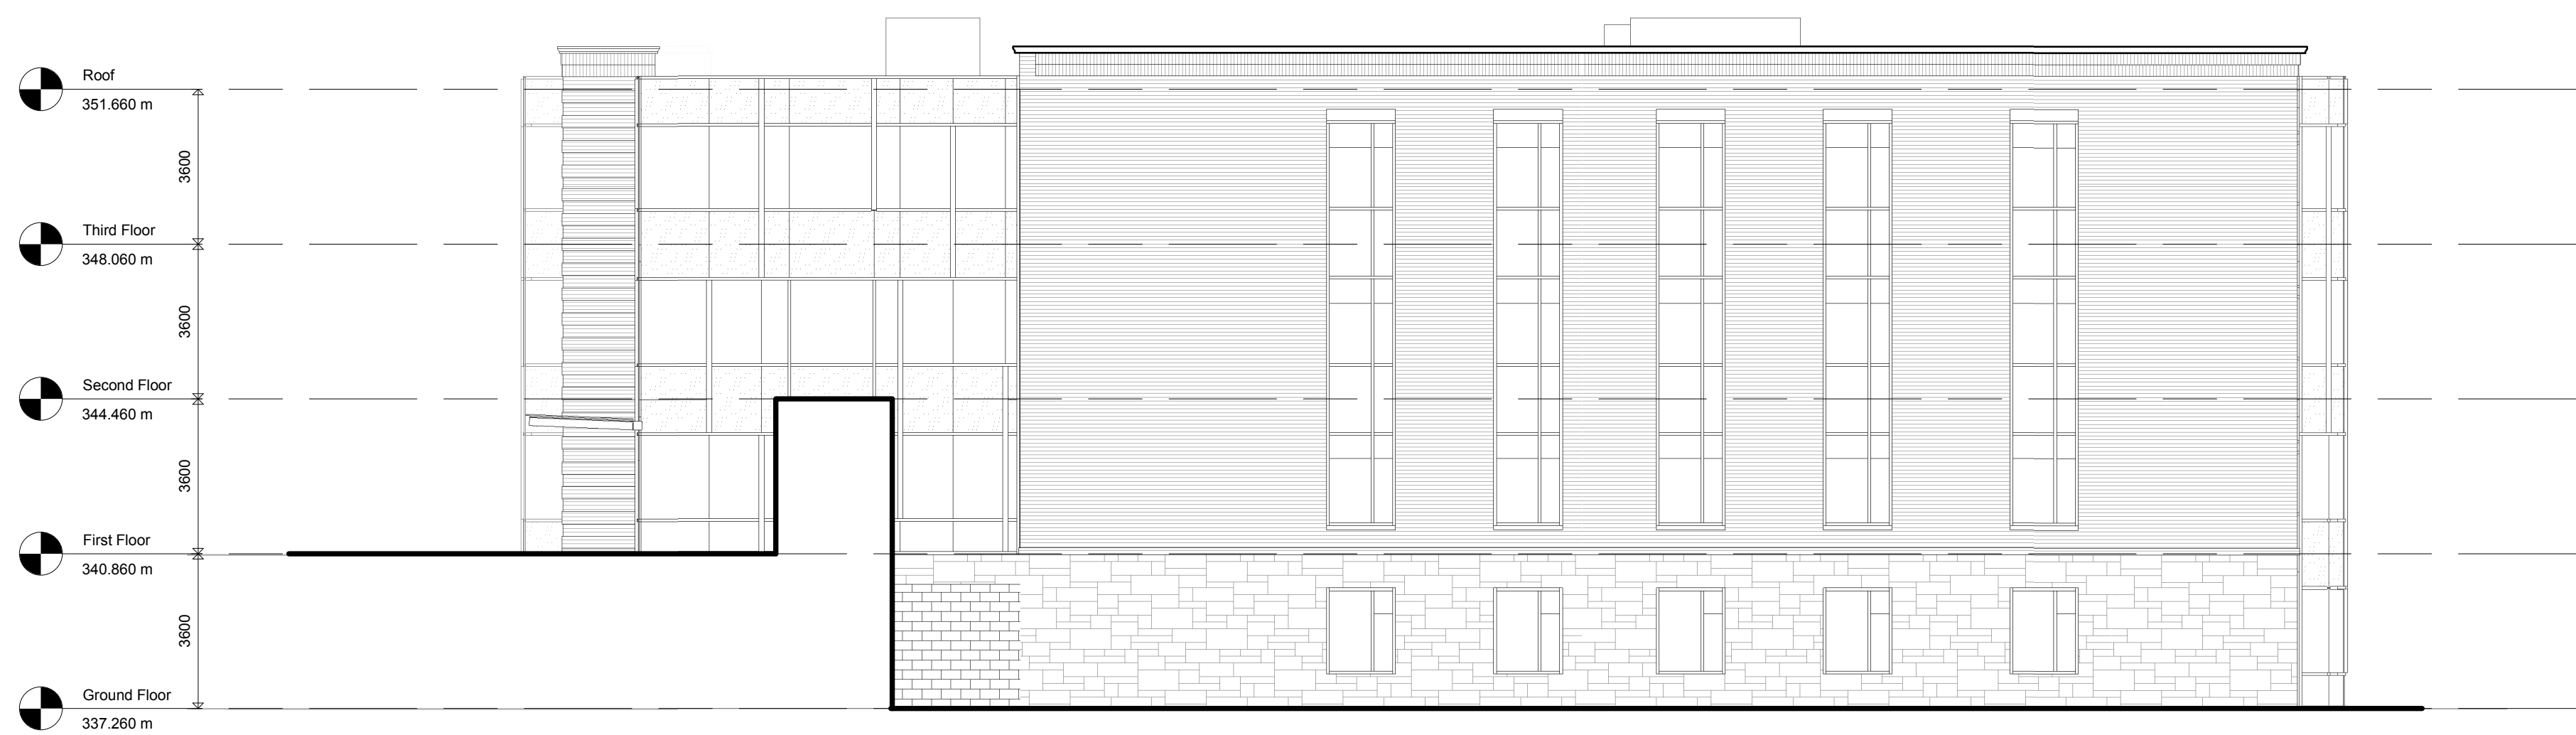 Roof
351.660 m
3600
Third Floor
348.060 m
3600
Second Floor
344.460 m
3600
First Floor
340.860 m
3600
Ground Floor
337.260 m